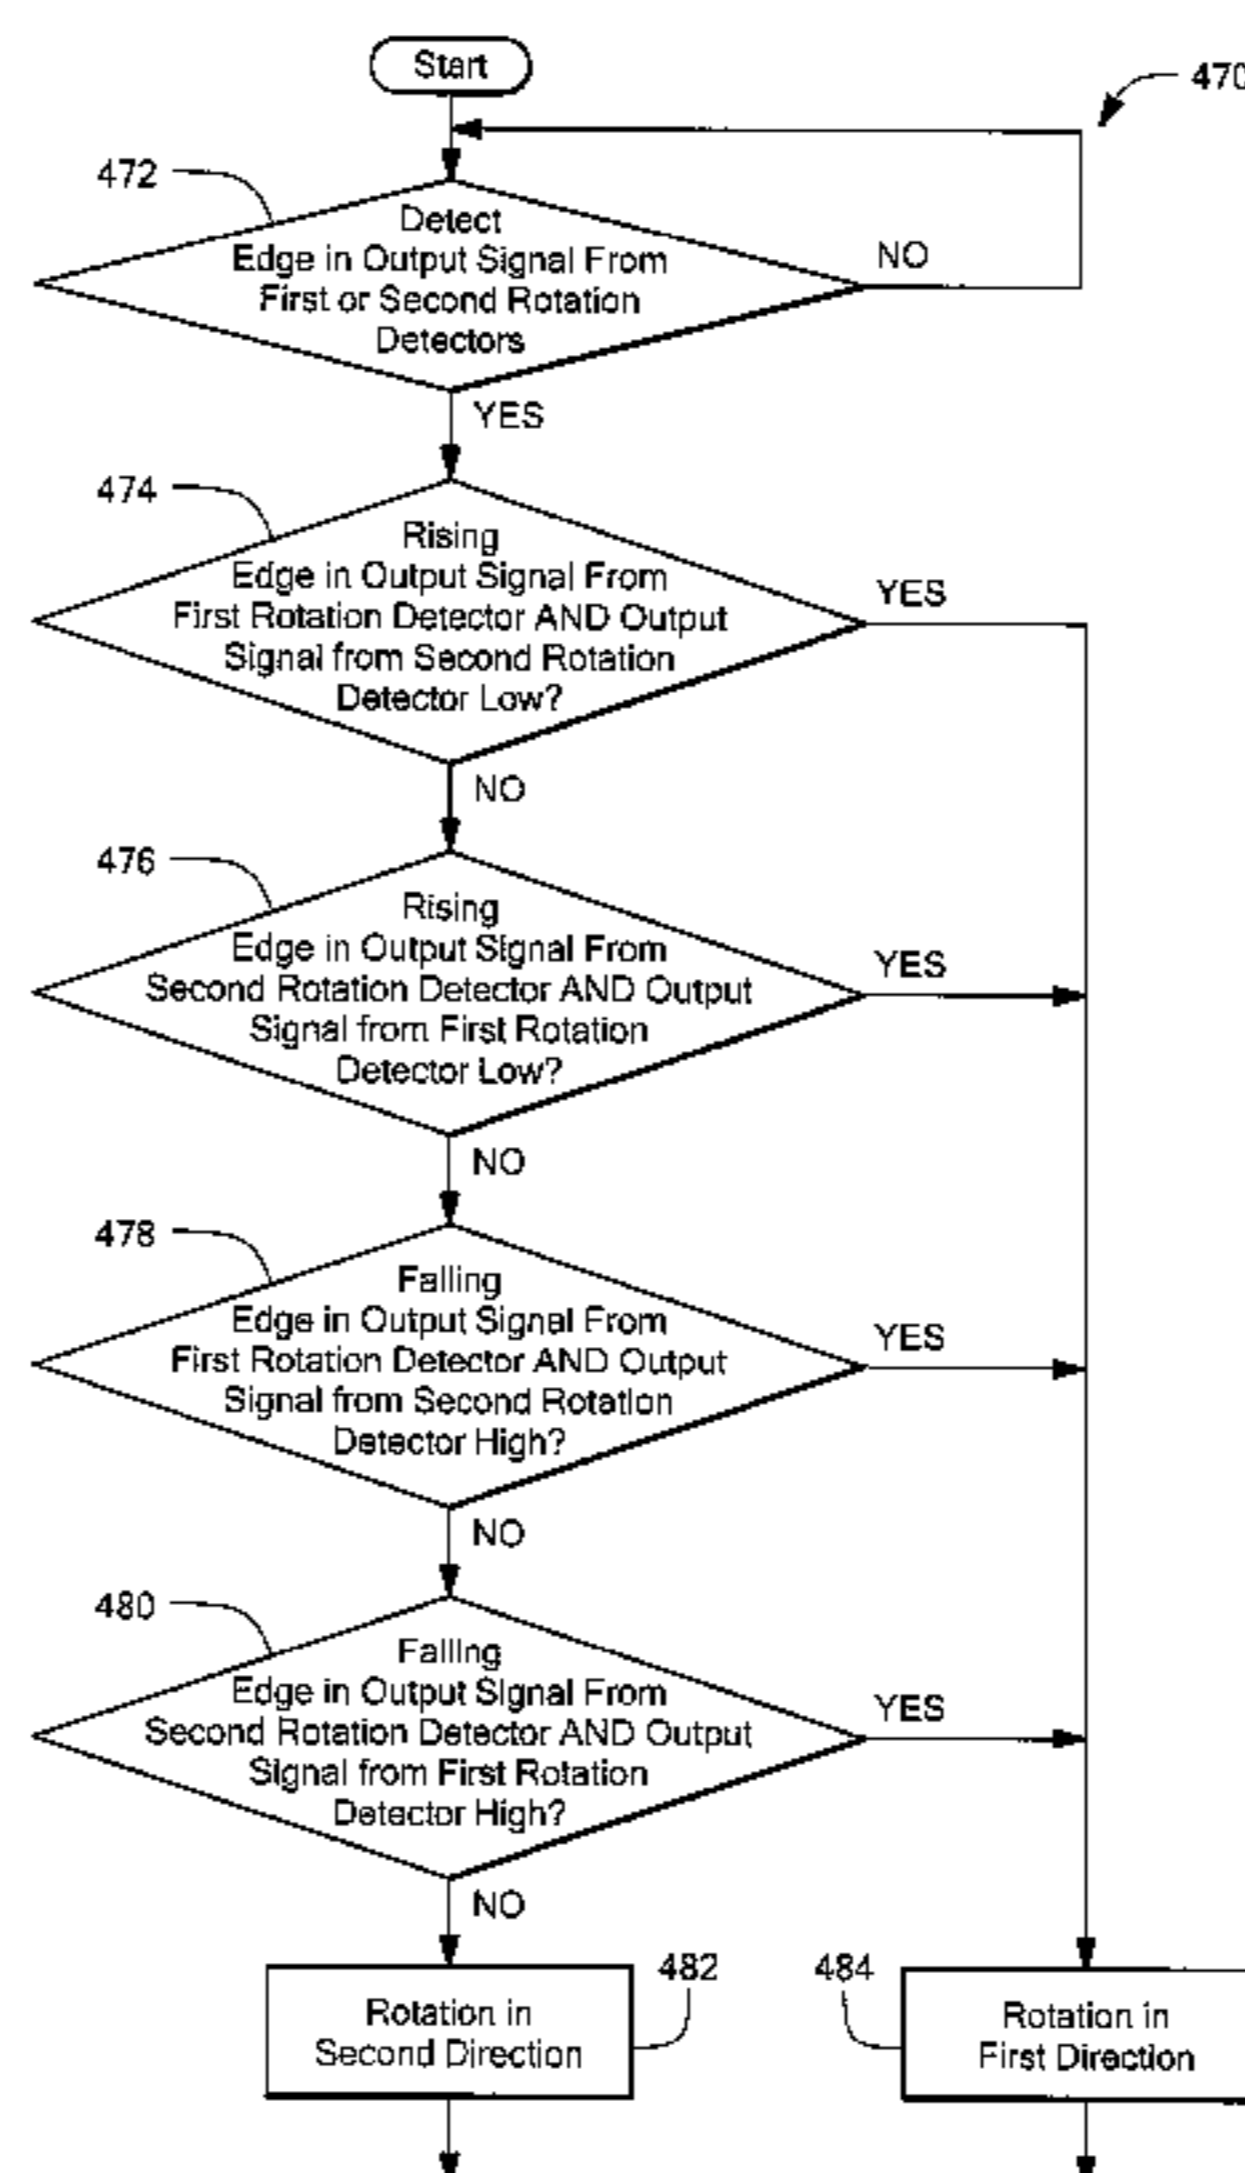 Start
470
472
Detect
Edge in Output Signal From
First or Second Rotation
Detectors
NO
YES
474
Rising
Edge in Output Signal From
First Rotation Detector AND Output
Signal from Second Rotation
Detector Low?
YES
NO
476
Rising
Edge in Output Signal From
Second Rotation Detector AND Output
Signal from First Rotation
Detector Low?
YES
NO
478
Falling
Edge in Output Signal From
First Rotation Detector AND Output
Signal from Second Rotation
Detector High?
YES
NO
480
Falling
Edge in Output Signal From
Second Rotation Detector AND Output
Signal from First Rotation
Detector High?
YES
NO
482
484
Rotation in
Second Direction
Rotation in
First Direction